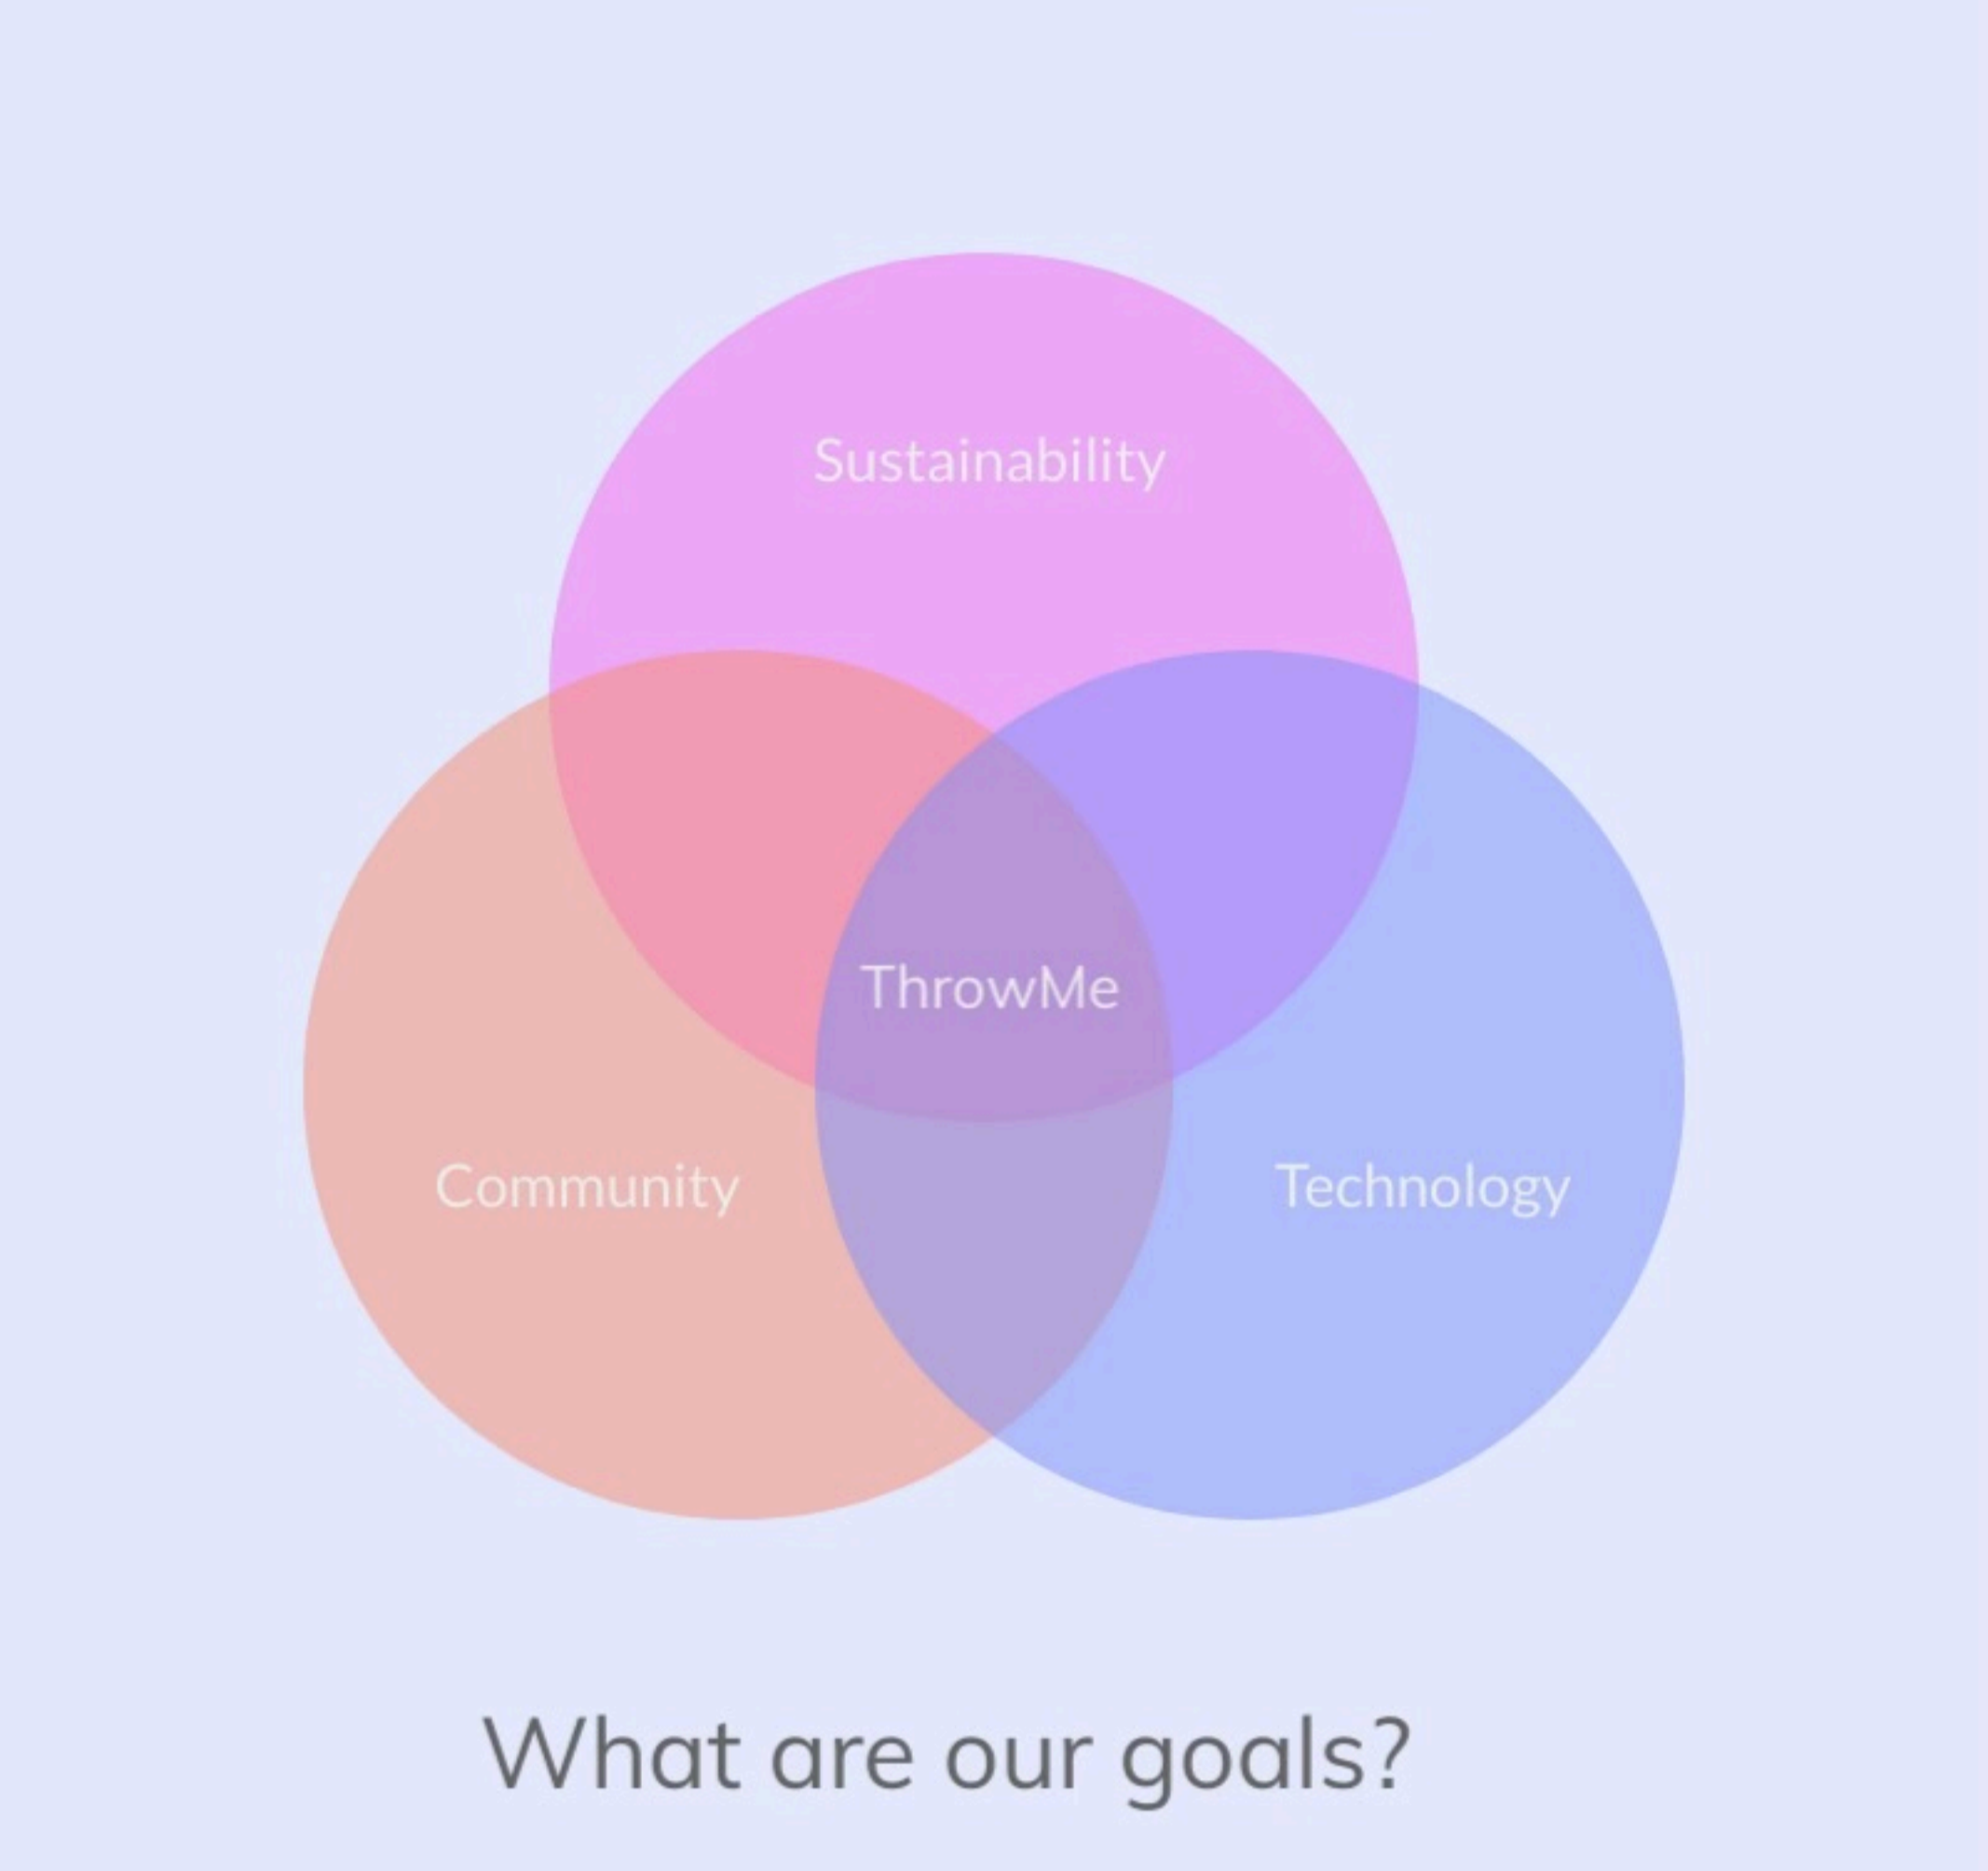 Sustainability
ThrowMe
Community
Technology
What are our goals?